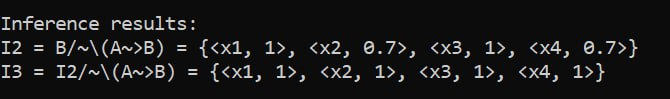 Inference results:
I2 = B/~\(A~>B) = {<x1, 1>, <x2, 0.7>, <x3, 1>, <x4, 0.7>}
I3 = I2/~\(A~>B) = {<x1, 1>, <x2, 1>, <x3, 1>, <x4, 1>}